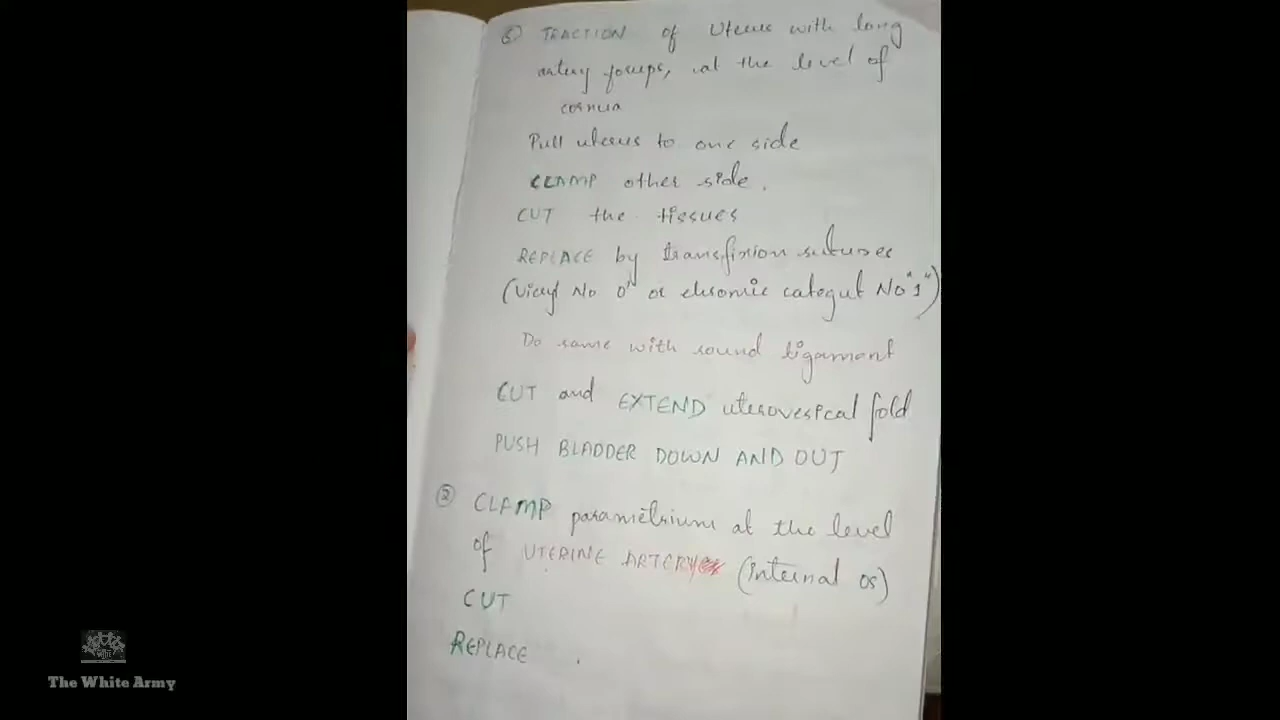 ⑥ TRACTION of Uterus with long
artery forceps, at the level of
cornua
Pull uterus to one side
CLAMP other side.
CUT the tissues
REPLACE by transfixion sutures
(Vicryl No "0" or chromic categut No "1")
Do same with round ligament
CUT and EXTEND uterovesical fold
PUSH BLADDER DOWN AND OUT
② CLAMP parametrium at the level
of UTERINE ARTERY (internal os)
CUT
REPLACE .
The White Army